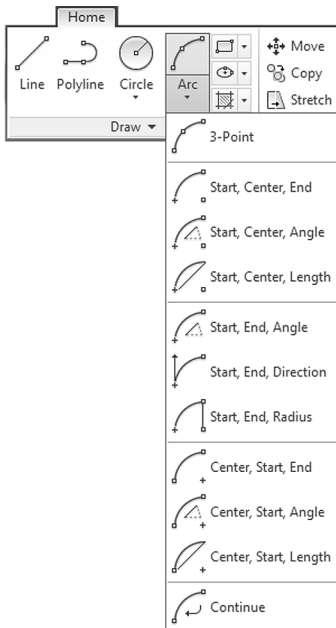 Home
Line Polyline Circle Arc
Move
Copy
Stretch
Draw
3-Point
Start, Center, End
Start, Center, Angle
Start, Center, Length
Start, End, Angle
Start, End, Direction
Start, End, Radius
Center, Start, End
Center, Start, Angle
Center, Start, Length
Continue